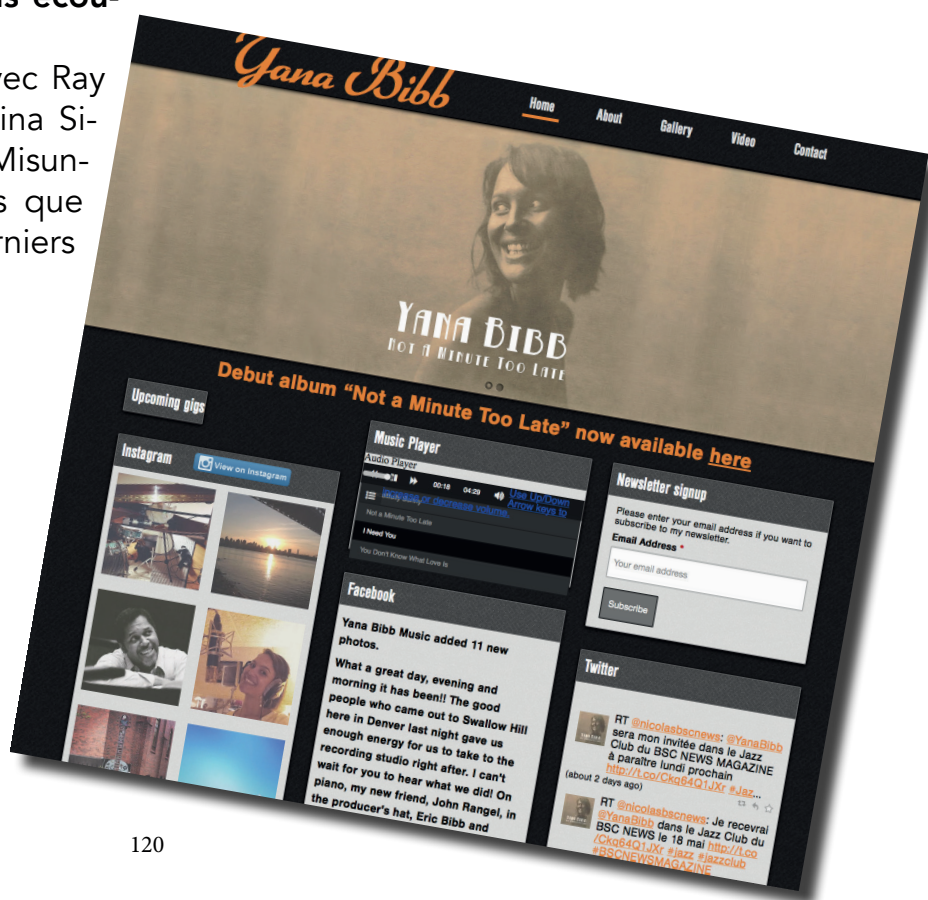 s écou-
vec Ray
ina Si-
Misun-
s que
rniers
Yana Bibb
Home
About
Gallery
Video
Contact
YANA BIBB
NOT A MINUTE TOO LATE
Debut album “Not a Minute Too Late” now available here
Upcoming gigs
Instagram
View on Instagram
Music Player
Audio Player
00:18
04:29
Use Up/Down
Arrow keys to
increase or decrease volume.
Not a Minute Too Late
I Need You
You Don't Know What Love Is
Facebook
Yana Bibb Music added 11 new
photos.
What a great day, evening and
morning it has been!! The good
people who came out to Swallow Hill
here in Denver last night gave us
enough energy for us to take to the
recording studio right after. I can't
wait for you to hear what we did! On
piano, my new friend, John Rangel, in
the producer's hat, Eric Bibb and
Newsletter signup
Please enter your email address if you want to
subscribe to my newsletter.
Email Address *
Your email address
Subscribe
Twitter
RT @nicolasbscnews: @YanaBibb
sera mon invitée dans le Jazz
Club du BSC NEWS MAGAZINE
à paraître lundi prochain
http://t.co/Ckq64Q1JXr #Jaz...
(about 2 days ago)
RT @nicolasbscnews: Je recevrai
@YanaBibb dans le Jazz Club du
BSC NEWS le 18 mai http://t.co
/Ckq64Q1JXr #jazz #jazzclub
#BSCNEWSMAGAZINE
120